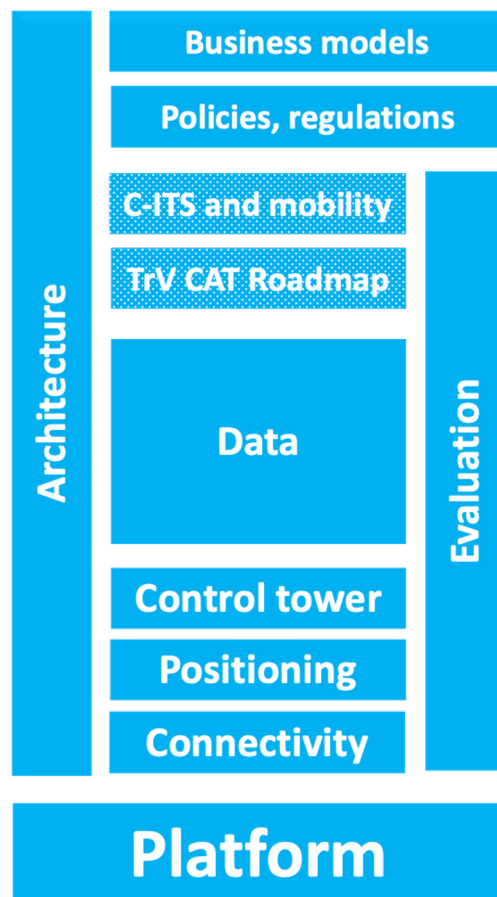 Business models
Policies, regulations
C-ITS and mobility
TrV CAT Roadmap
Architecture
Data
Evaluation
Control tower
Positioning
Connectivity
Platform